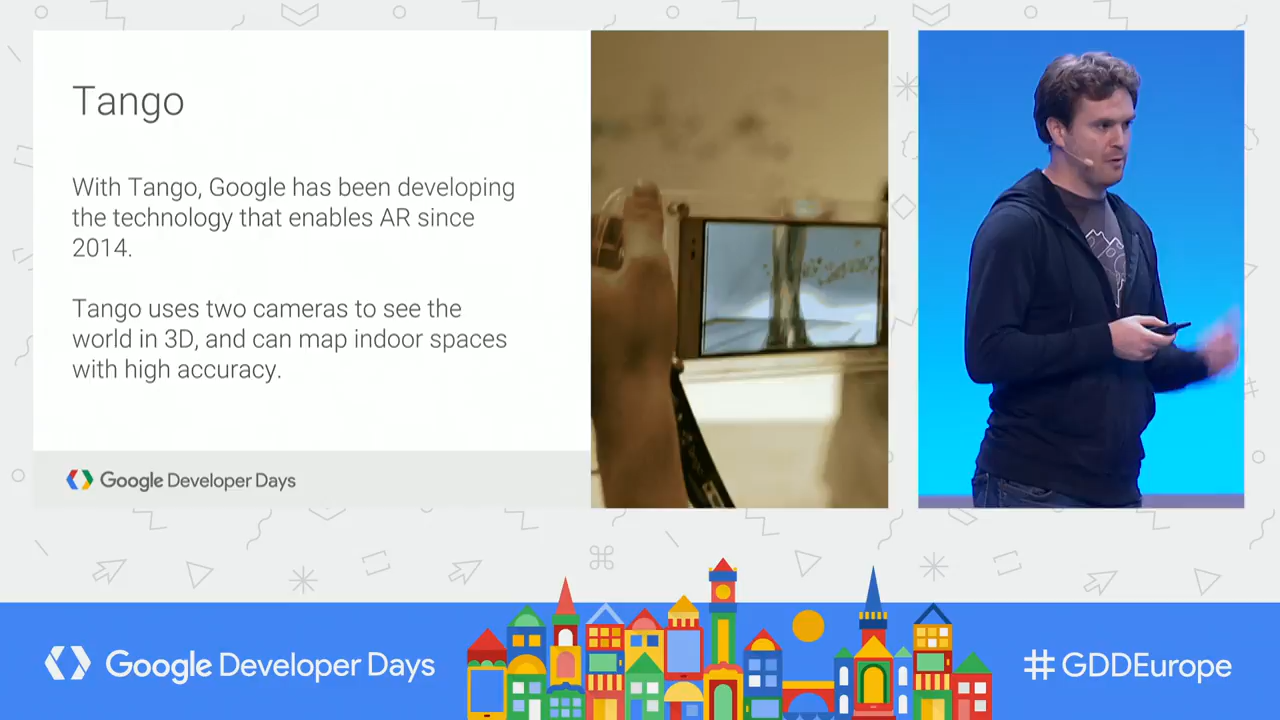 Tango
With Tango, Google has been developing
the technology that enables AR since
2014.
Tango uses two cameras to see the
world in 3D, and can map indoor spaces
with high accuracy.
Google Developer Days
Google Developer Days
#GDDEurope